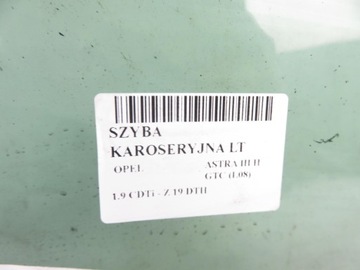 SZYBA
KAROSERYJNA LT
OPEL
ASTRA III H
GTC (L08)
1.9 CDTi - Z 19 DTH